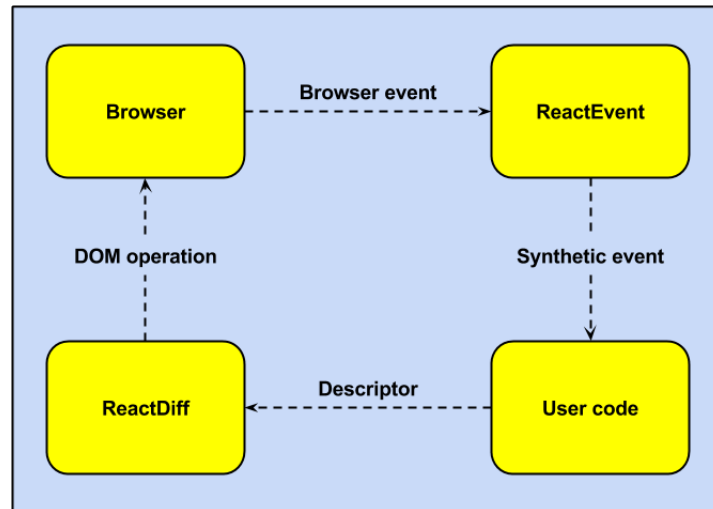 Browser
Browser event
ReactEvent
DOM operation
Synthetic event
ReactDiff
Descriptor
User code